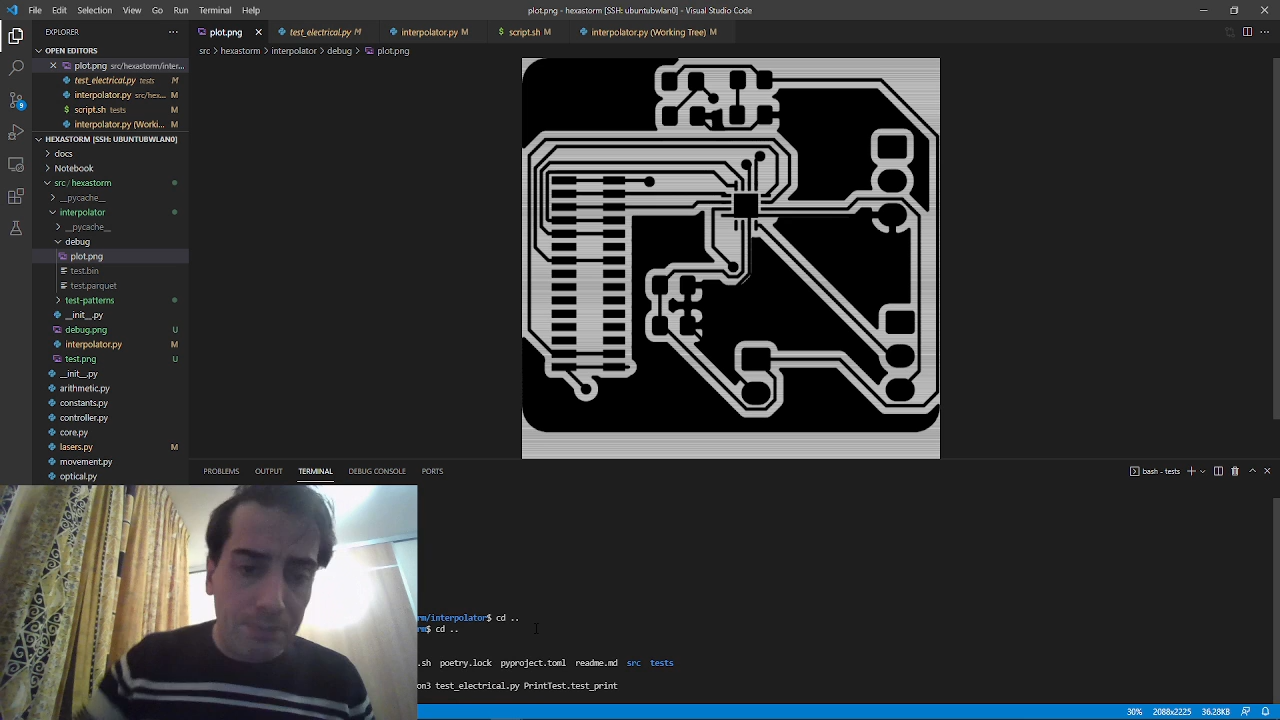 File Edit Selection View Go Run Terminal Help
plot.png - hexastorm [SSH: ubuntubwlan0] - Visual Studio Code
EXPLORER
plot.png
test_electrical.py M
interpolator.py M
script.sh M
interpolator.py (Working Tree) M
src > hexastorm > interpolator > debug > plot.png
OPEN EDITORS
plot.png src/hexastorm/inter...
test_electrical.py tests M
interpolator.py src/hex... M
script.sh tests M
interpolator.py (Worki... M
HEXASTORM [SSH: UBUNTUBWLAN0]
docs
Notebook
src / hexastorm
__pycache__
interpolator
__pycache__
debug
plot.png
test.bin
test.parquet
test-patterns
__init__.py
debug.png U
interpolator.py M
test.png U
__init__.py
arithmetic.py
constants.py
controller.py
core.py
lasers.py M
movement.py
optical.py
9
PROBLEMS OUTPUT TERMINAL DEBUG CONSOLE PORTS
bash - tests
rm/interpolator$ cd ..
rm$ cd ..
.sh poetry.lock pyproject.toml readme.md src tests
on3 test_electrical.py PrintTest.test_print
30% 2088x2225 36.28KB